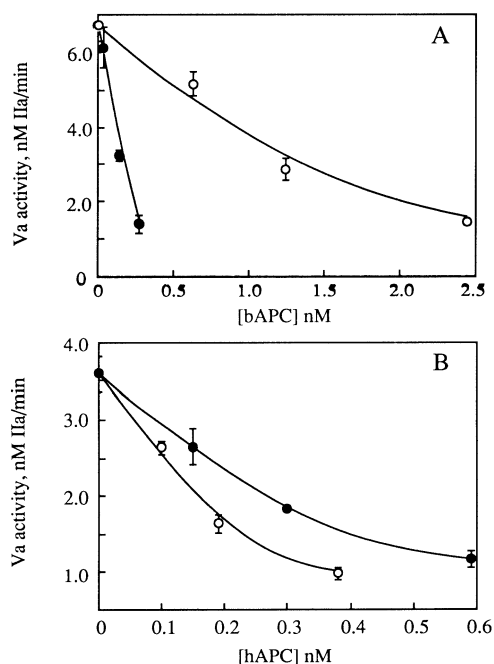 A
Va activity, nM IIa/min
6.0
4.0
2.0
0
0 0.5 1.0 1.5 2.0 2.5
[bAPC] nM
B
Va activity, nM IIa/min
4.0
3.0
2.0
1.0
0 0.1 0.2 0.3 0.4 0.5 0.6
[hAPC] nM